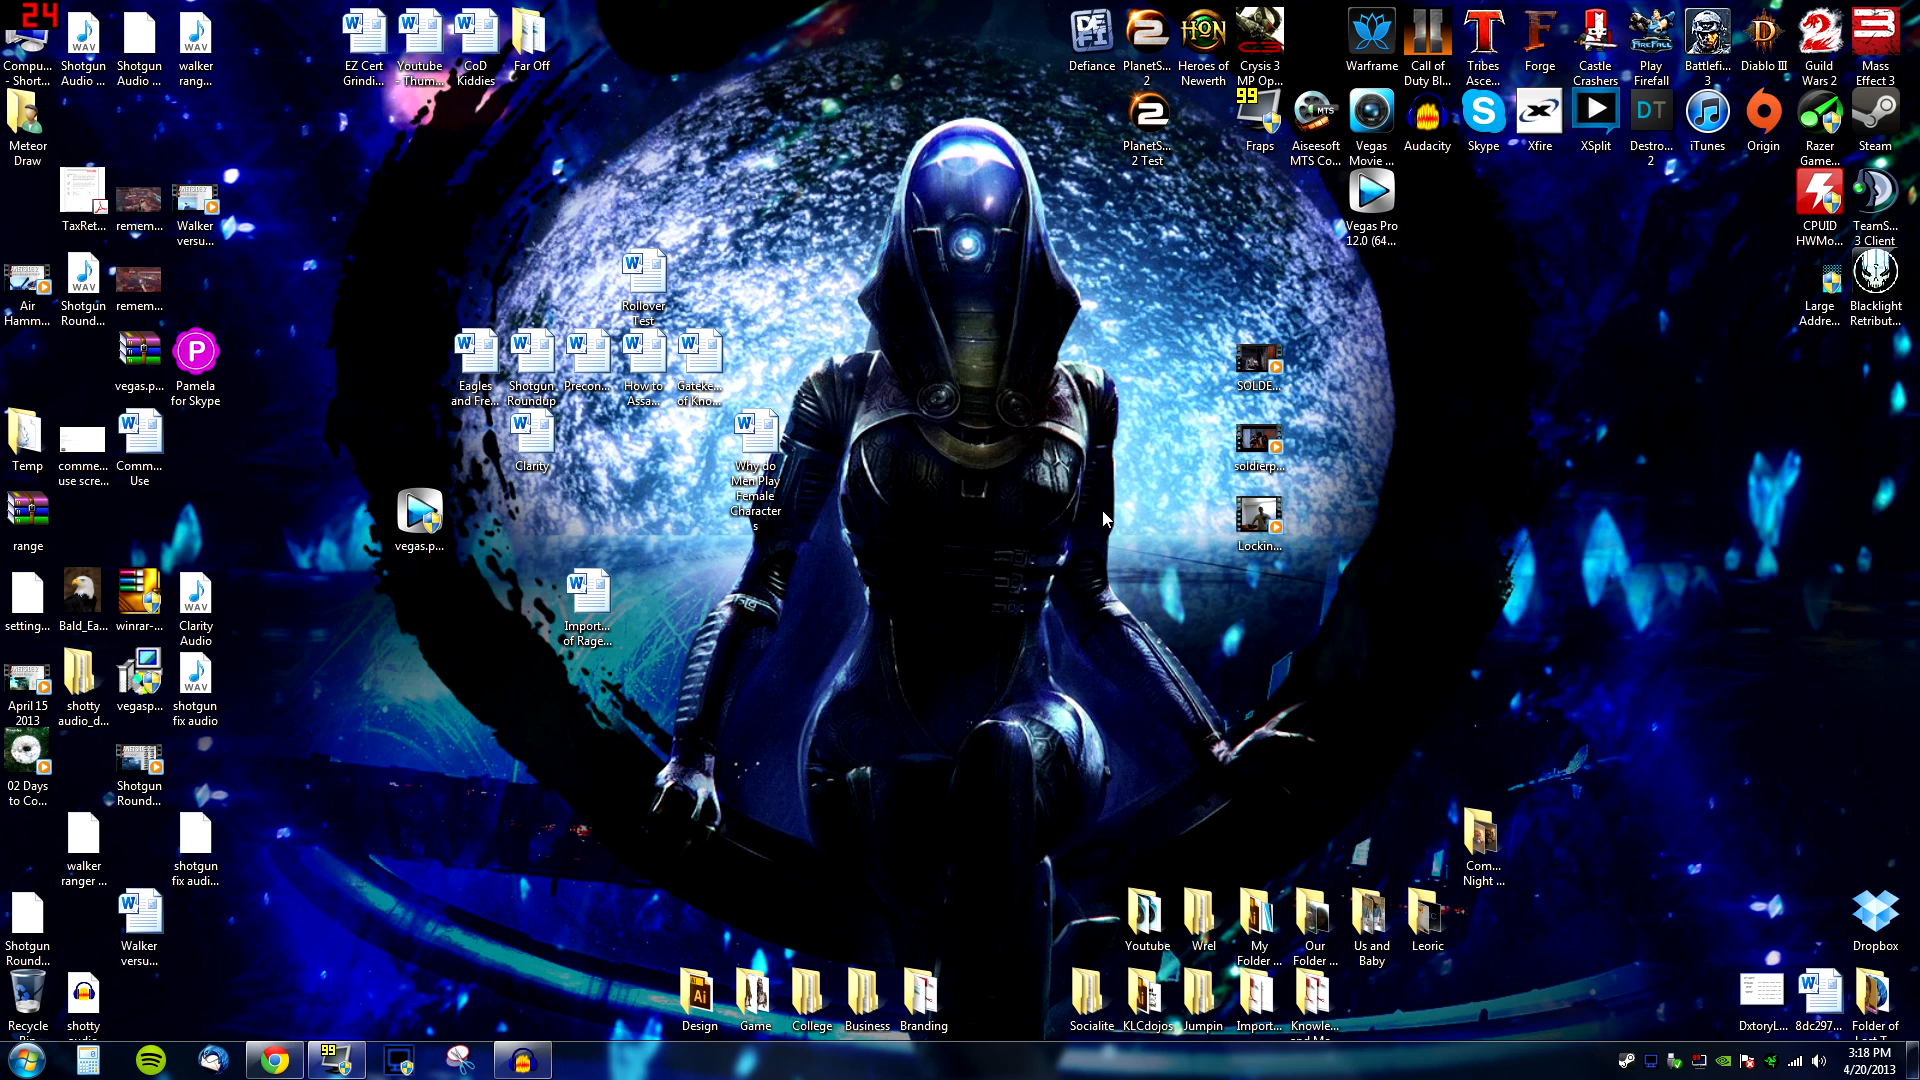 24
Compu...
- Short...
Shotgun
Audio ...
Shotgun
Audio ...
walker
rang...
EZ Cert
Grindi...
Youtube
- Thum...
CoD
Kiddies
Far Off
Defiance
PlanetS...
2
Heroes of
Newerth
Crysis 3
MP Op...
Warframe
Call of
Duty Bl...
Tribes
Asce...
Forge
Castle
Crashers
Play
Firefall
Battlefi...
3
Diablo III
Guild
Wars 2
Mass
Effect 3
Meteor
Draw
PlanetS...
2 Test
99
Fraps
Aiseesoft
MTS Co...
Vegas
Movie ...
Audacity
Skype
Xfire
XSplit
Destro...
2
iTunes
Origin
Razer
Game...
Steam
TaxRet...
remem...
Walker
versu...
Vegas Pro
12.0 (64...
CPUID
HWMo...
TeamS...
3 Client
Air
Hamm...
Shotgun
Round...
remem...
Rollover
Test
Large
Addre...
Blacklight
Retribut...
vegas.p...
Pamela
for Skype
Eagles
and Fre...
Shotgun
Roundup
Precon...
How to
Assa...
Gateke...
of Kno...
SOLDE...
Temp
comme...
use scre...
Comm...
Use
Clarity
Why do
Men Play
Female
Character
s
soldierp...
range
vegas.p...
Lockin...
setting...
Bald_Ea...
winrar-...
Clarity
Audio
Import...
of Rage...
April 15
2013
shotty
audio_d...
vegasp...
shotgun
fix audio
02 Days
to Co...
Shotgun
Round...
walker
ranger ...
shotgun
fix audi...
Com...
Night ...
Shotgun
Round...
Walker
versu...
Youtube
Wrel
My
Folder ...
Our
Folder ...
Us and
Baby
Leoric
Dropbox
Recycle
Bin
shotty
audio
Design
Game
College
Business
Branding
Socialite
KLCdojos
Jumpin
Import...
Knowle...
and Ma...
DxtoryL...
8dc297...
Folder of
Lost T...
99
3:18 PM
4/20/2013